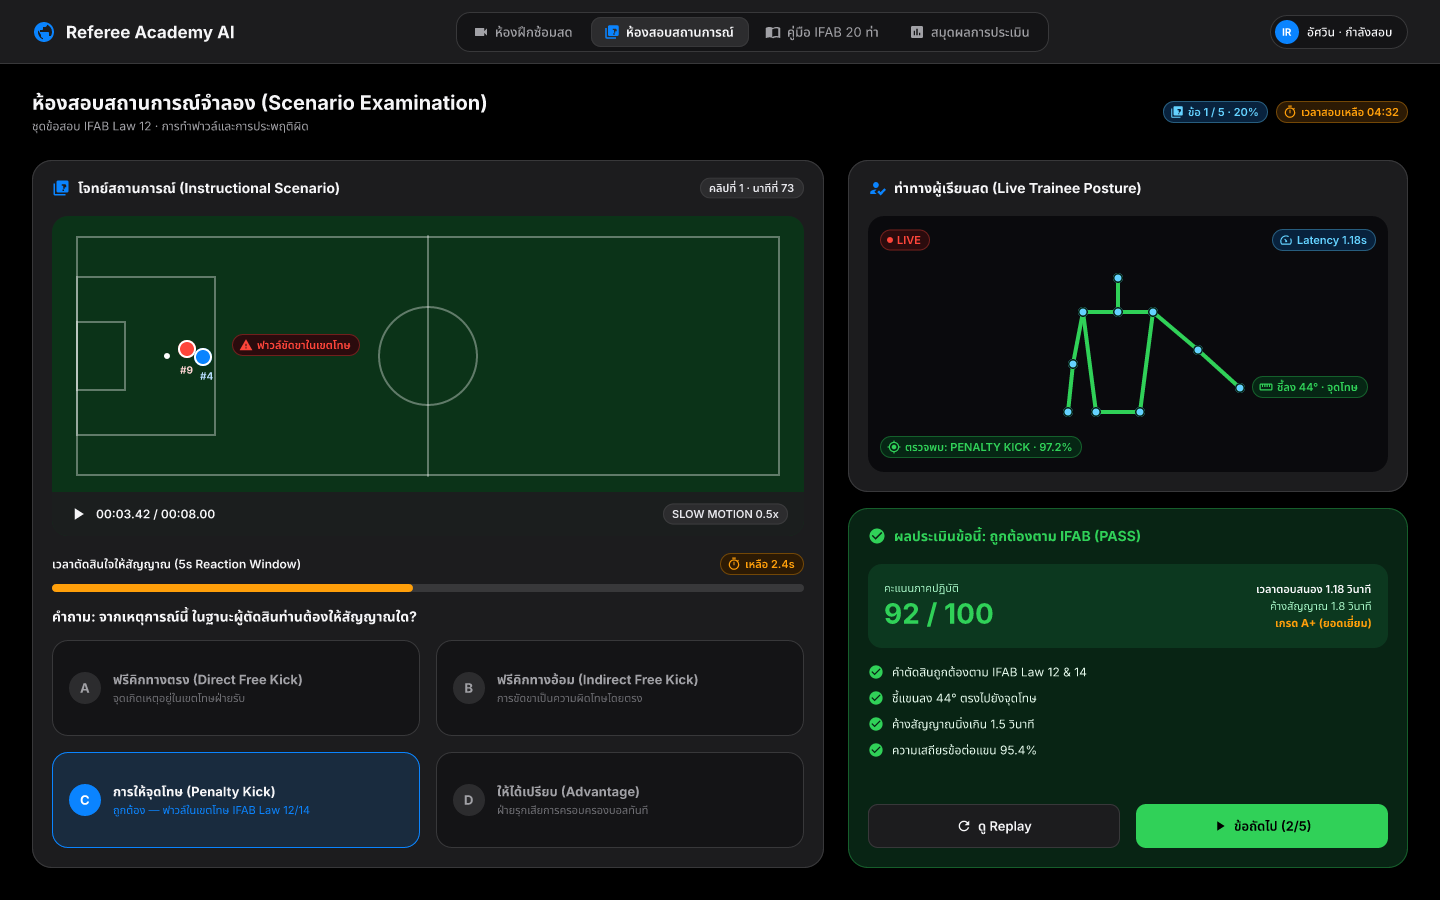 Referee Academy AI
ห้องฝึกซ้อมสด
ห้องสอบสถานการณ์
คู่มือ IFAB 20 ท่า
สมุดผลการประเมิน
IR
อัศวิน · กำลังสอบ
ห้องสอบสถานการณ์จำลอง (Scenario Examination)
ชุดข้อสอบ IFAB Law 12 · การทำฟาวล์และการประพฤติผิด
ข้อ 1 / 5 · 20%
เวลาสอบเหลือ 04:32
โจทย์สถานการณ์ (Instructional Scenario)
คลิปที่ 1 · นาทีที่ 73
ฟาวล์ขัดขาในเขตโทษ
#9
#4
00:03.42 / 00:08.00
SLOW MOTION 0.5x
เวลาตัดสินใจให้สัญญาณ (5s Reaction Window)
เหลือ 2.4s
คำถาม: จากเหตุการณ์นี้ ในฐานะผู้ตัดสินท่านต้องให้สัญญาณใด?
A
ฟรีคิกทางตรง (Direct Free Kick)
จุดเกิดเหตุอยู่ในเขตโทษฝ่ายรับ
B
ฟรีคิกทางอ้อม (Indirect Free Kick)
การขัดขาเป็นความผิดโทษโดยตรง
C
การให้จุดโทษ (Penalty Kick)
ถูกต้อง — ฟาวล์ในเขตโทษ IFAB Law 12/14
D
ให้ได้เปรียบ (Advantage)
ฝ่ายรุกเสียการครอบครองบอลทันที
ท่าทางผู้เรียนสด (Live Trainee Posture)
LIVE
Latency 1.18s
ชี้ลง 44° · จุดโทษ
ตรวจพบ: PENALTY KICK · 97.2%
ผลประเมินข้อนี้: ถูกต้องตาม IFAB (PASS)
คะแนนภาคปฏิบัติ
92 / 100
เวลาตอบสนอง 1.18 วินาที
ค้างสัญญาณ 1.8 วินาที
เกรด A+ (ยอดเยี่ยม)
คำตัดสินถูกต้องตาม IFAB Law 12 & 14
ชี้แขนลง 44° ตรงไปยังจุดโทษ
ค้างสัญญาณนิ่งเกิน 1.5 วินาที
ความเสถียรข้อต่อแขน 95.4%
ดู Replay
ข้อถัดไป (2/5)